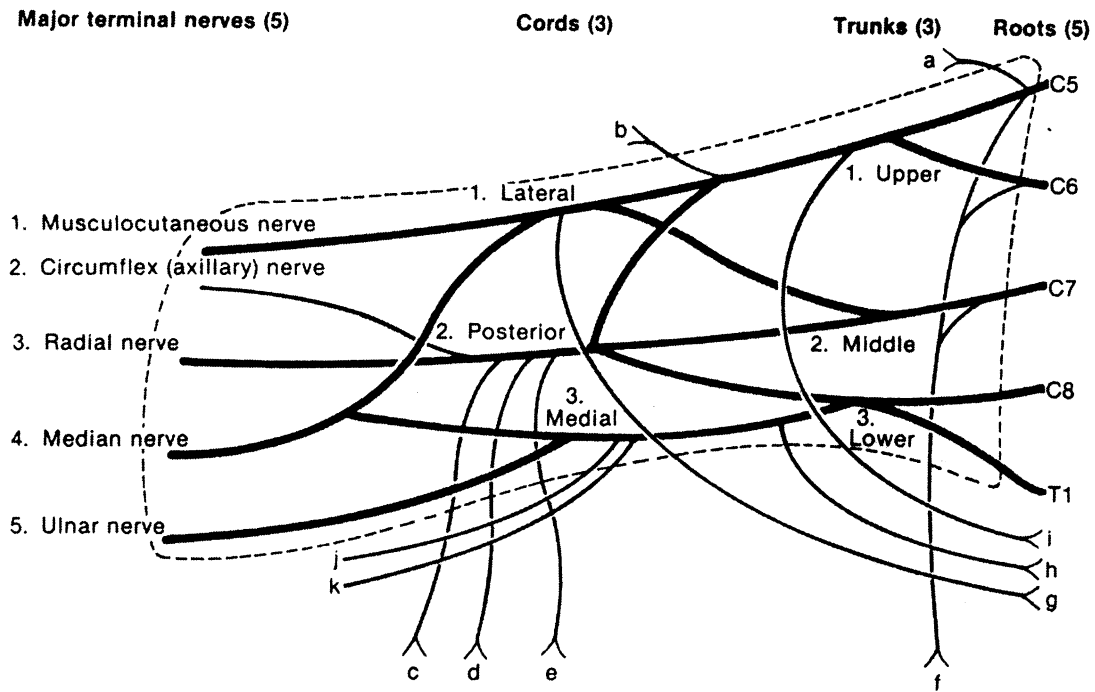 Major terminal nerves (5)
Cords (3)
Trunks (3)
Roots (5)
a
C5
b
1. Upper
C6
1. Lateral
1. Musculocutaneous nerve
2. Circumflex (axillary) nerve
C7
2. Posterior
3. Radial nerve
2. Middle
C8
3.
Medial
3.
Lower
4. Median nerve
T1
5. Ulnar nerve
i
j
h
k
g
c
d
e
f